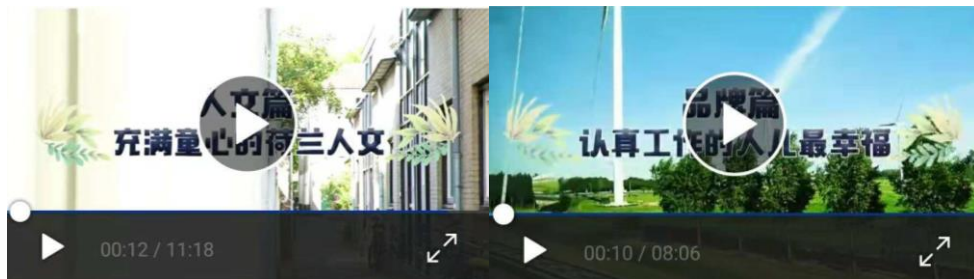 人文篇
充满童心的荷兰人文
00:12 / 11:18
品牌篇
认真工作的人儿最幸福
00:10 / 08:06